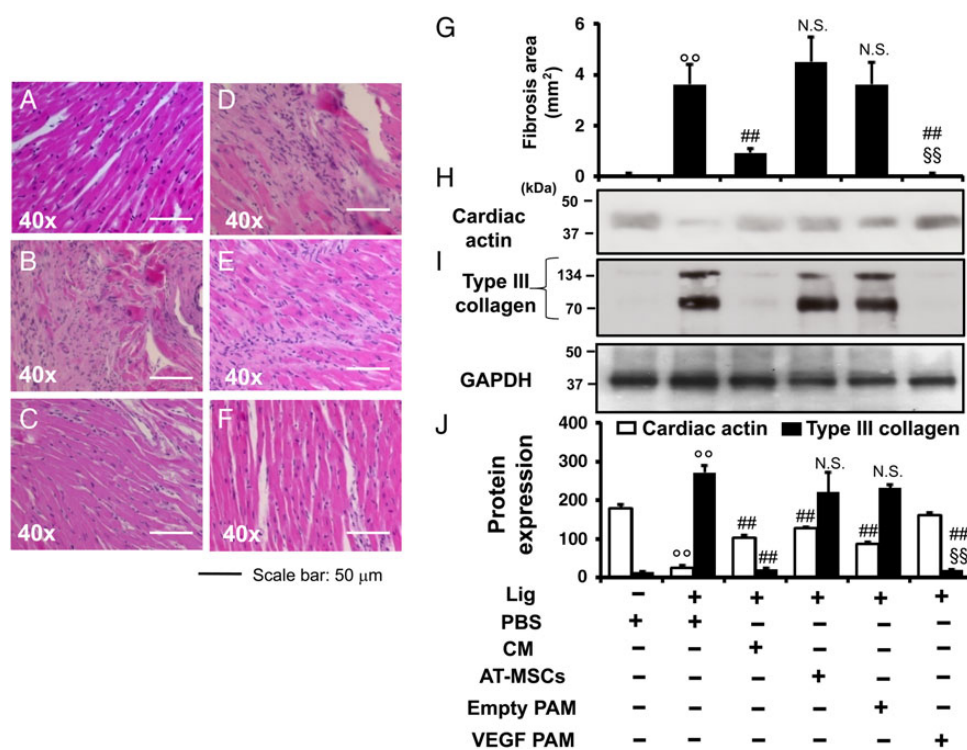 A
40x
D
40x
B
40x
E
40x
C
40x
F
40x
Scale bar: 50 μm
G
Fibrosis area
(mm²)
6
4
2
0
°°
##
N.S.
N.S.
##
§§
H
(kDa)
Cardiac
actin
50
37
I
Type III
collagen
134
70
GAPDH
50
37
J
Cardiac actin
Type III collagen
Protein
expression
400
300
200
100
0
°°
°°
##
##
##
N.S.
##
N.S.
##
§§
Lig − + + + + +
PBS + + − − − −
CM − − + − − −
AT-MSCs − − − + − −
Empty PAM − − − − + −
VEGF PAM − − − − − +